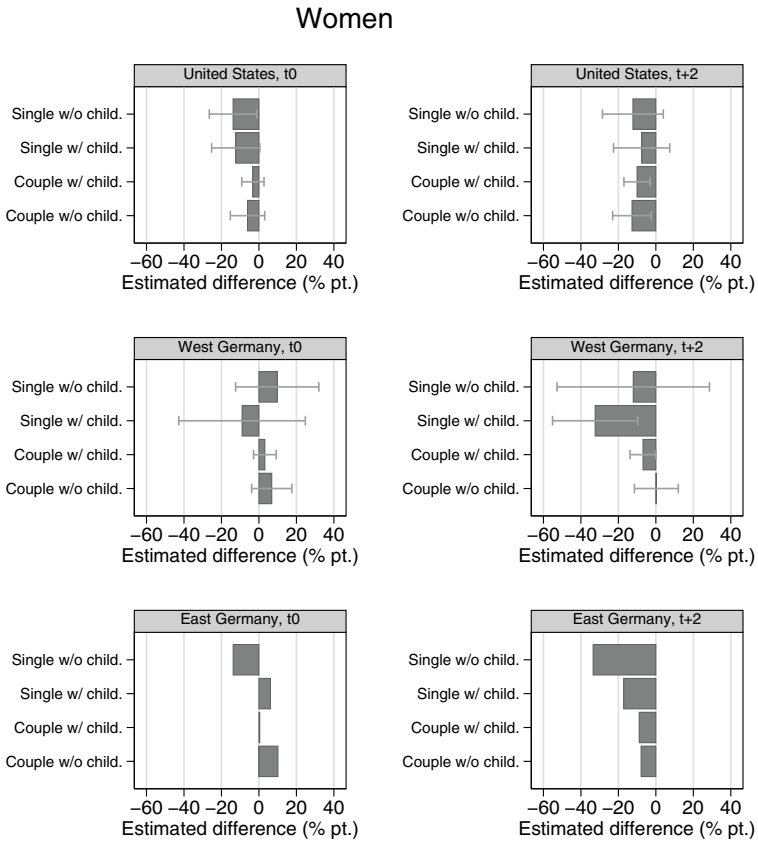 Women
United States, t0
Single w/o child.
Single w/ child.
Couple w/ child.
Couple w/o child.
−60 −40 −20 0 20 40
Estimated difference (% pt.)
United States, t+2
Single w/o child.
Single w/ child.
Couple w/ child.
Couple w/o child.
−60 −40 −20 0 20 40
Estimated difference (% pt.)
West Germany, t0
Single w/o child.
Single w/ child.
Couple w/ child.
Couple w/o child.
−60 −40 −20 0 20 40
Estimated difference (% pt.)
West Germany, t+2
Single w/o child.
Single w/ child.
Couple w/ child.
Couple w/o child.
−60 −40 −20 0 20 40
Estimated difference (% pt.)
East Germany, t0
Single w/o child.
Single w/ child.
Couple w/ child.
Couple w/o child.
−60 −40 −20 0 20 40
Estimated difference (% pt.)
East Germany, t+2
Single w/o child.
Single w/ child.
Couple w/ child.
Couple w/o child.
−60 −40 −20 0 20 40
Estimated difference (% pt.)